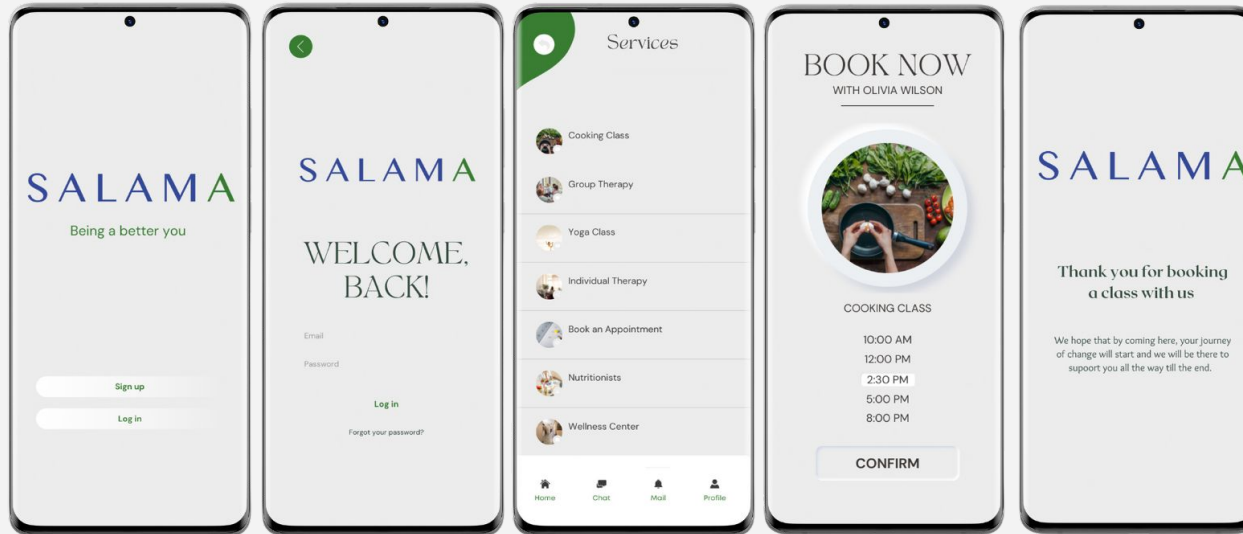 SALAMA
Being a better you
Sign up
Log in
SALAMA
WELCOME,
BACK!
Email
Password
Log in
Forgot your password?
Services
Cooking Class
Group Therapy
Yoga Class
Individual Therapy
Book an Appointment
Nutritionists
Wellness Center
Home
Chat
Mail
Profile
BOOK NOW
WITH OLIVIA WILSON
COOKING CLASS
10:00 AM
12:00 PM
2:30 PM
5:00 PM
8:00 PM
CONFIRM
SALAMA
Thank you for booking
a class with us
We hope that by coming here, your journey
of change will start and we will be there to
supoort you all the way till the end.